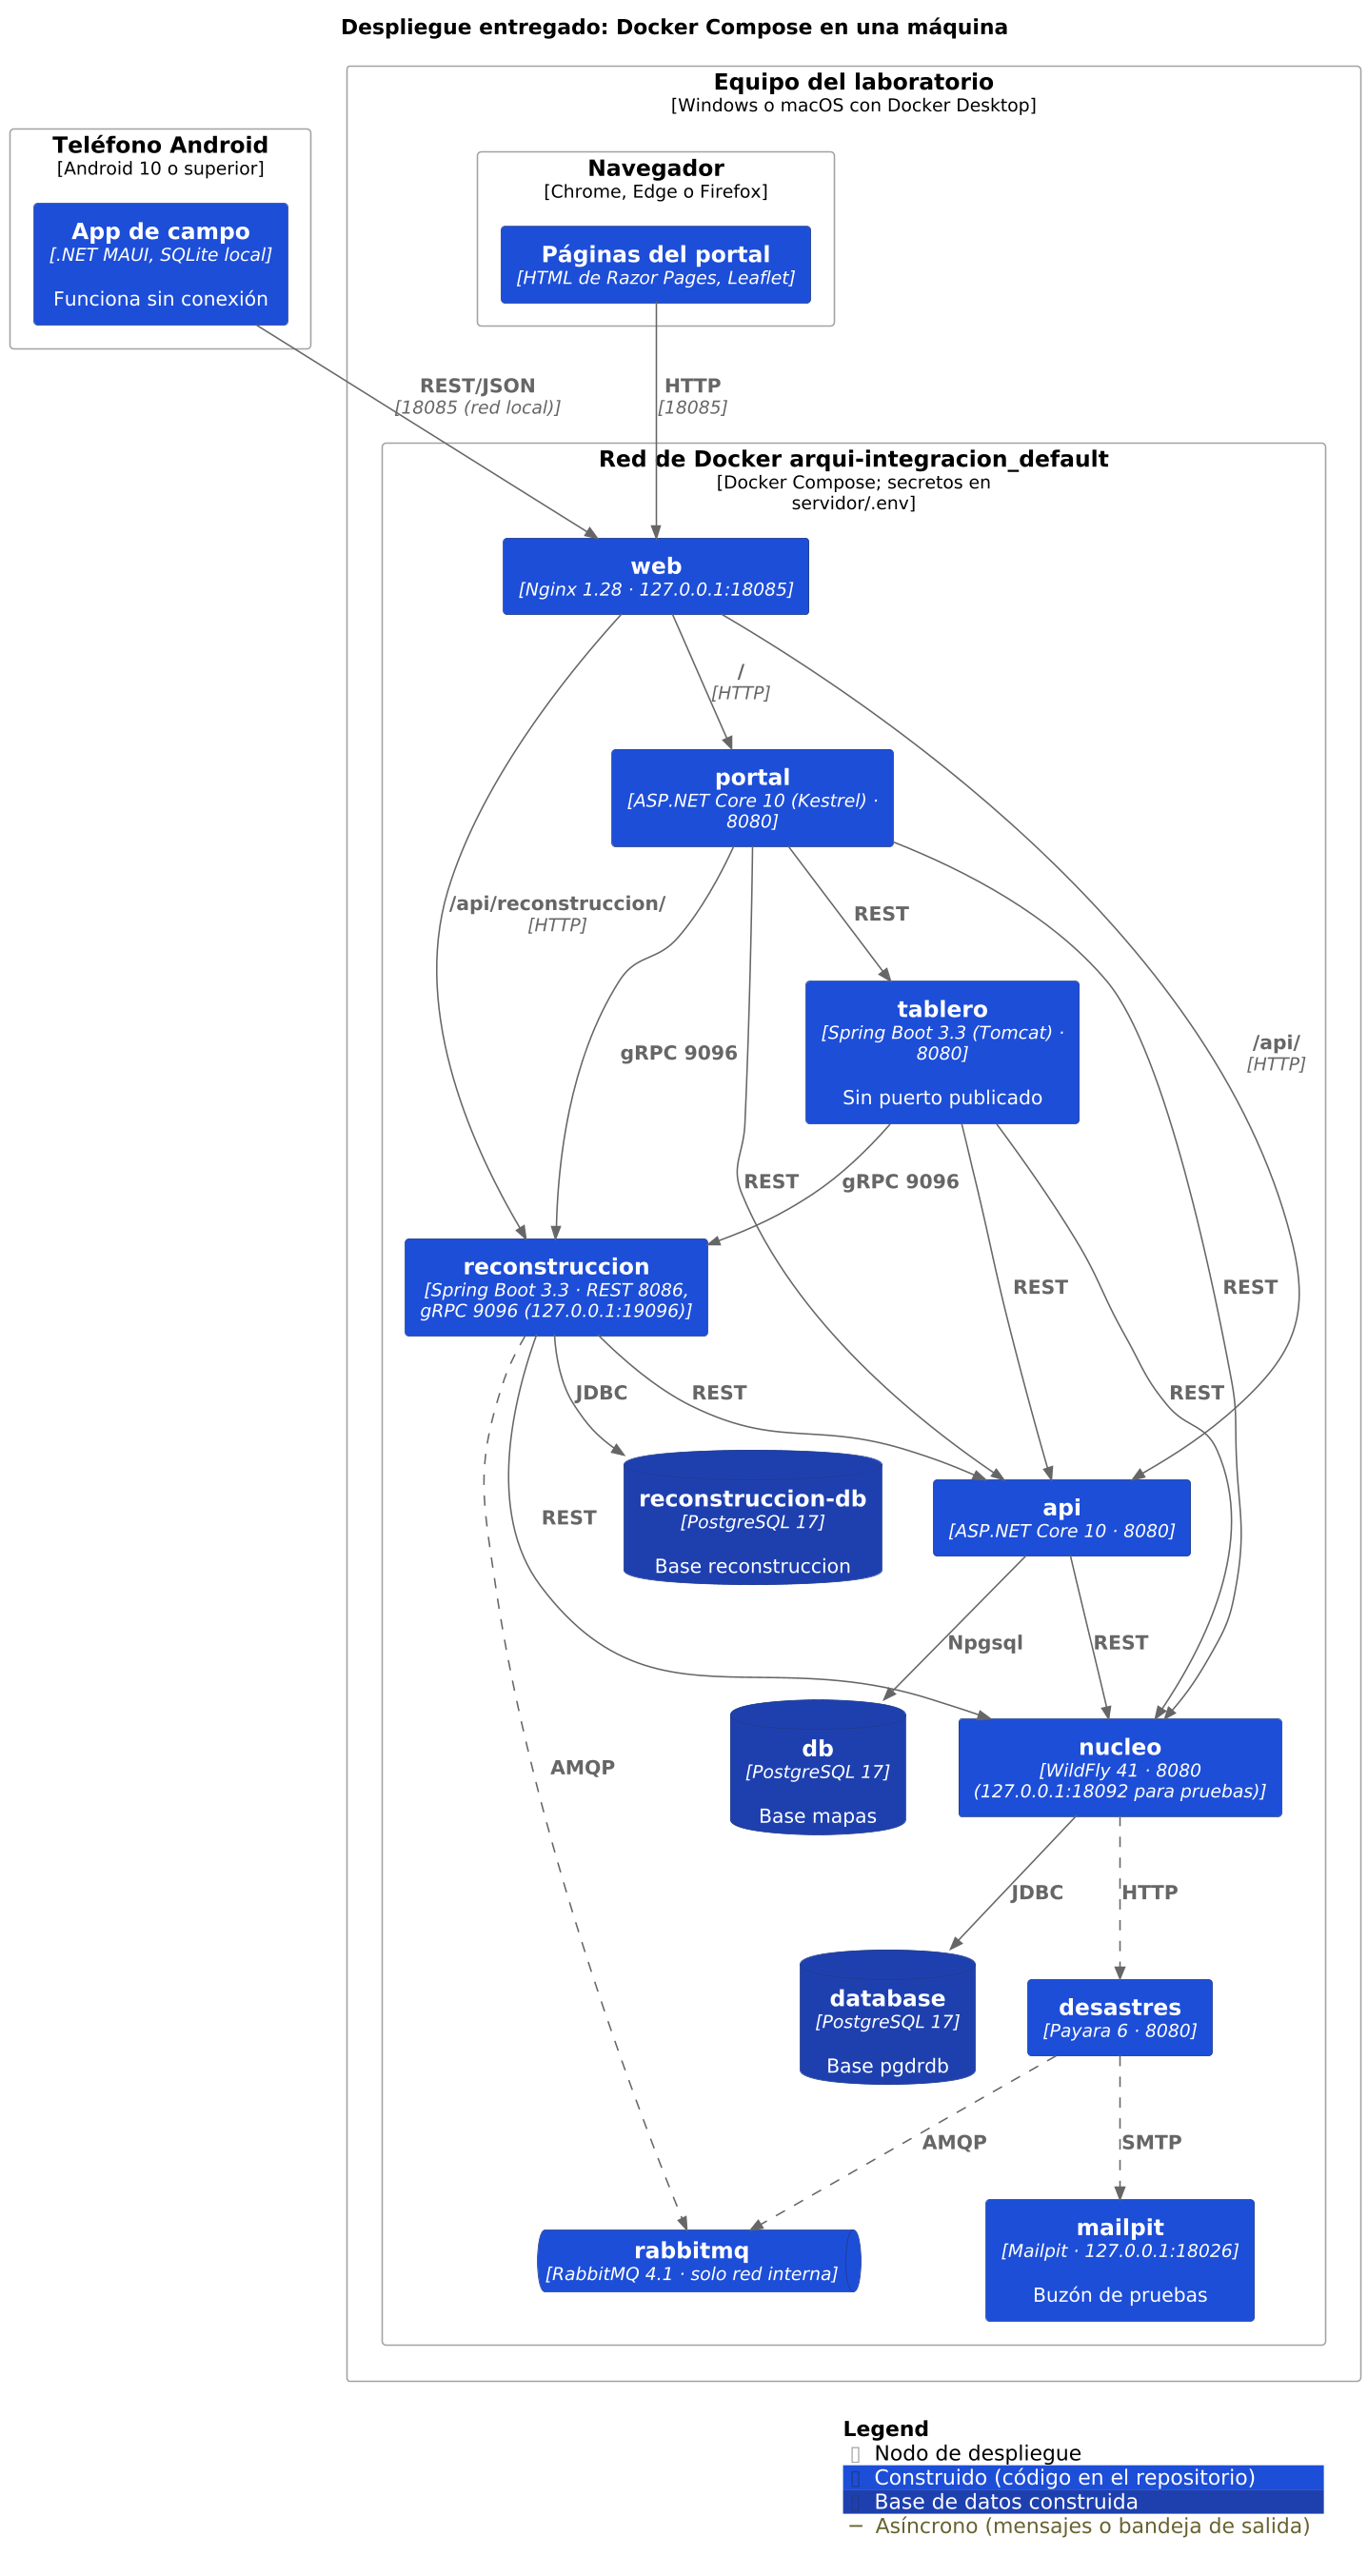 Despliegue entregado: Docker Compose en una máquina
Equipo del laboratorio
[Windows o macOS con Docker Desktop]
Teléfono Android
[Android 10 o superior]
App de campo
[.NET MAUI, SQLite local]
Funciona sin conexión
Navegador
[Chrome, Edge o Firefox]
Páginas del portal
[HTML de Razor Pages, Leaflet]
REST/JSON
[18085 (red local)]
HTTP
[18085]
Red de Docker arqui-integracion_default
[Docker Compose; secretos en
servidor/.env]
web
[Nginx 1.28 · 127.0.0.1:18085]
/
[HTTP]
portal
[ASP.NET Core 10 (Kestrel) ·
8080]
/api/reconstruccion/
[HTTP]
REST
tablero
[Spring Boot 3.3 (Tomcat) ·
8080]
Sin puerto publicado
gRPC 9096
/api/
[HTTP]
REST
gRPC 9096
reconstruccion
[Spring Boot 3.3 · REST 8086,
gRPC 9096 (127.0.0.1:19096)]
REST
REST
JDBC
REST
REST
reconstruccion-db
[PostgreSQL 17]
Base reconstruccion
REST
api
[ASP.NET Core 10 · 8080]
Npgsql
REST
db
[PostgreSQL 17]
Base mapas
AMQP
nucleo
[WildFly 41 · 8080
(127.0.0.1:18092 para pruebas)]
JDBC
HTTP
database
[PostgreSQL 17]
Base pgdrdb
desastres
[Payara 6 · 8080]
AMQP
SMTP
rabbitmq
[RabbitMQ 4.1 · solo red interna]
mailpit
[Mailpit · 127.0.0.1:18026]
Buzón de pruebas
Legend
Nodo de despliegue
Construido (código en el repositorio)
Base de datos construida
Asíncrono (mensajes o bandeja de salida)